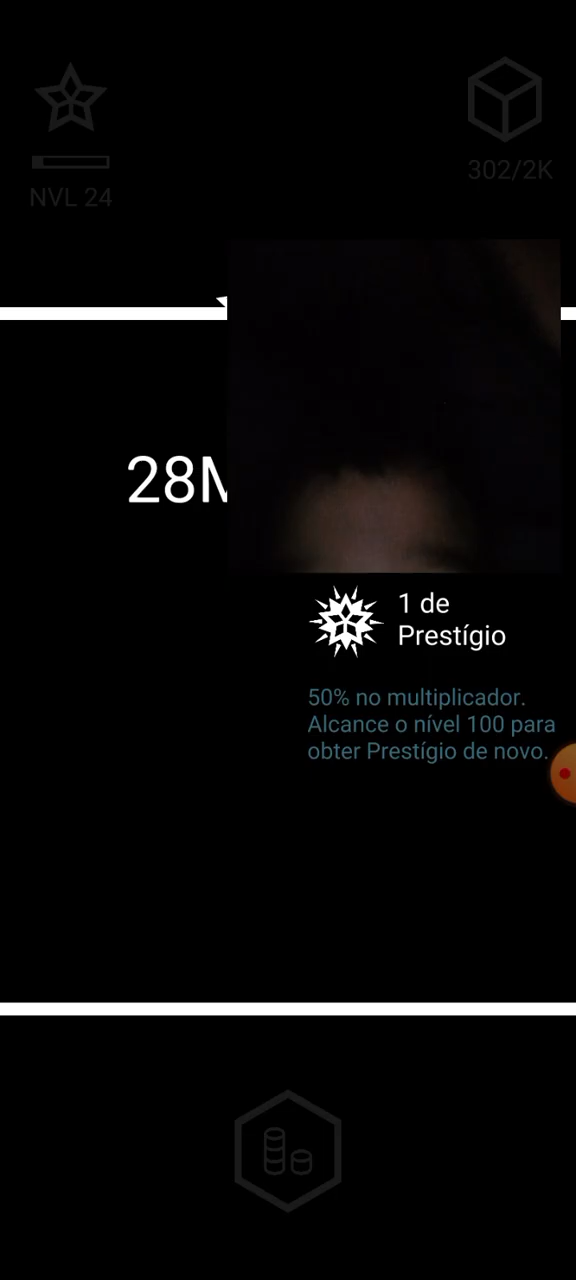 NVL 24
302/2K
28M
1 de
Prestígio
50% no multiplicador.
Alcance o nível 100 para
obter Prestígio de novo.